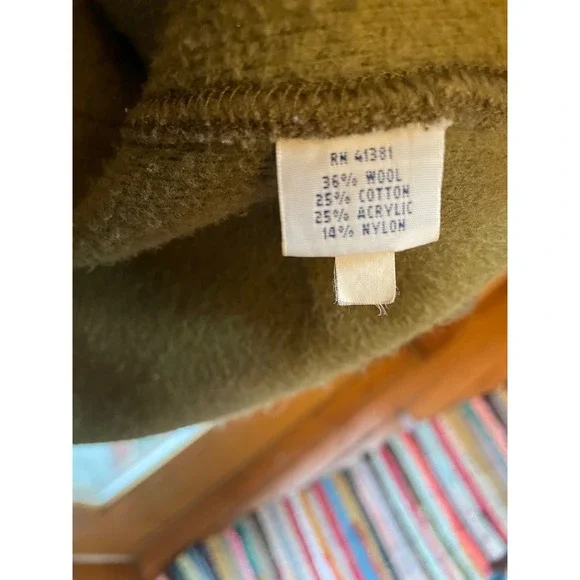 RN 41381
36% WOOL
25% COTTON
25% ACRYLIC
14% NYLON